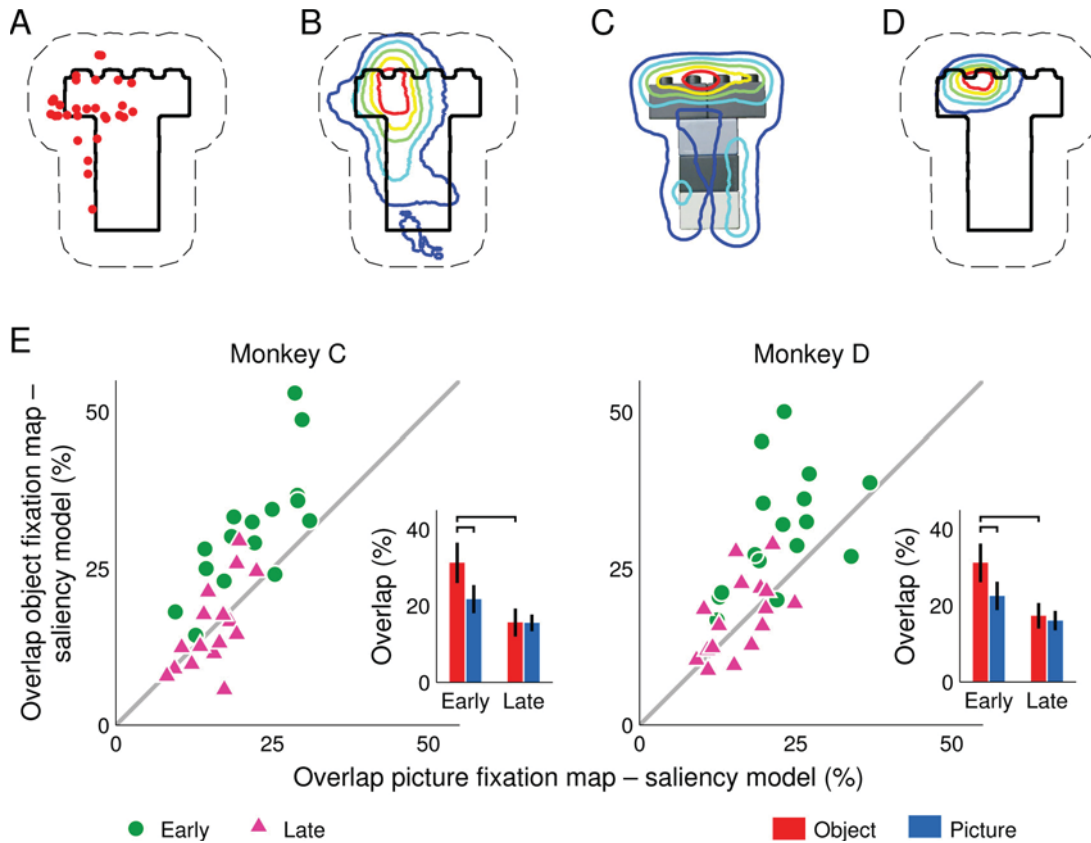 A
B
C
D
E
Monkey C
Monkey D
Overlap object fixation map –
saliency model (%)
50
25
0
0
25
50
Overlap (%)
40
20
0
Early
Late
50
25
0
0
25
50
Overlap (%)
40
20
0
Early
Late
Overlap picture fixation map – saliency model (%)
Early
Late
Object
Picture